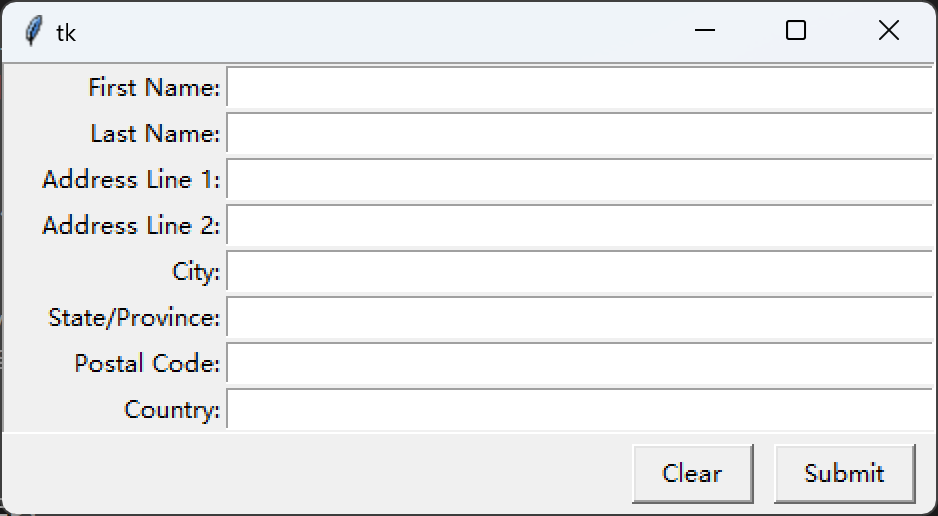 tk
First Name:
Last Name:
Address Line 1:
Address Line 2:
City:
State/Province:
Postal Code:
Country:
Clear Submit